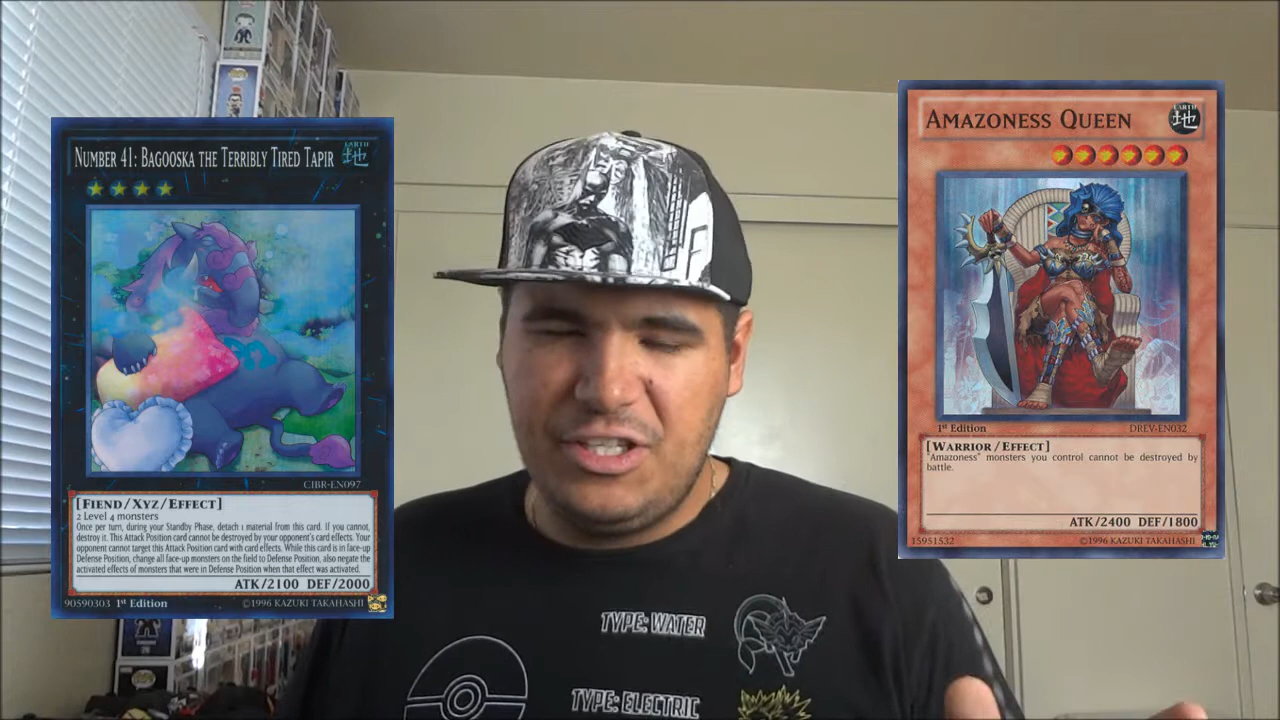 NUMBER 41: BAGOOSKA THE TERRIBLY TIRED TAPIR
EARTH
地
CIBR-EN097
[FIEND/XYZ/EFFECT]
2 Level 4 monsters
Once per turn, during your Standby Phase, detach 1 material from this card. If you cannot,
destroy it. This Attack Position card cannot be destroyed by your opponent's card effects. Your
opponent cannot target this Attack Position card with card effects. While this card is in face-up
Defense Position, change all face-up monsters on the field to Defense Position, also negate the
activated effects of monsters that were in Defense Position when that effect was activated.
ATK/2100 DEF/2000
90590303 1st Edition ©1996 KAZUKI TAKAHASHI
AMAZONESS QUEEN
EARTH
地
1st Edition DREV-EN032
[WARRIOR/EFFECT]
"Amazoness" monsters you control cannot be destroyed by
battle.
ATK/2400 DEF/1800
15951532 ©1996 KAZUKI TAKAHASHI
TYPE: WATER
TYPE: ELECTRIC